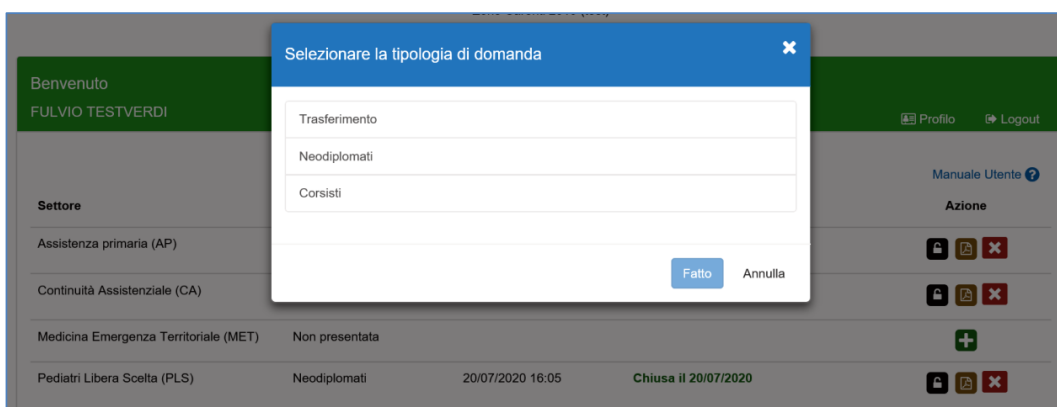 Selezionare la tipologia di domanda
Benvenuto
FULVIO TESTVERDI
Profilo Logout
Trasferimento
Neodiplomati
Corsisti
Manuale Utente
Settore Azione
Assistenza primaria (AP)
Fatto Annulla
Continuità Assistenziale (CA)
Medicina Emergenza Territoriale (MET) Non presentata
Pediatri Libera Scelta (PLS) Neodiplomati 20/07/2020 16:05 Chiusa il 20/07/2020